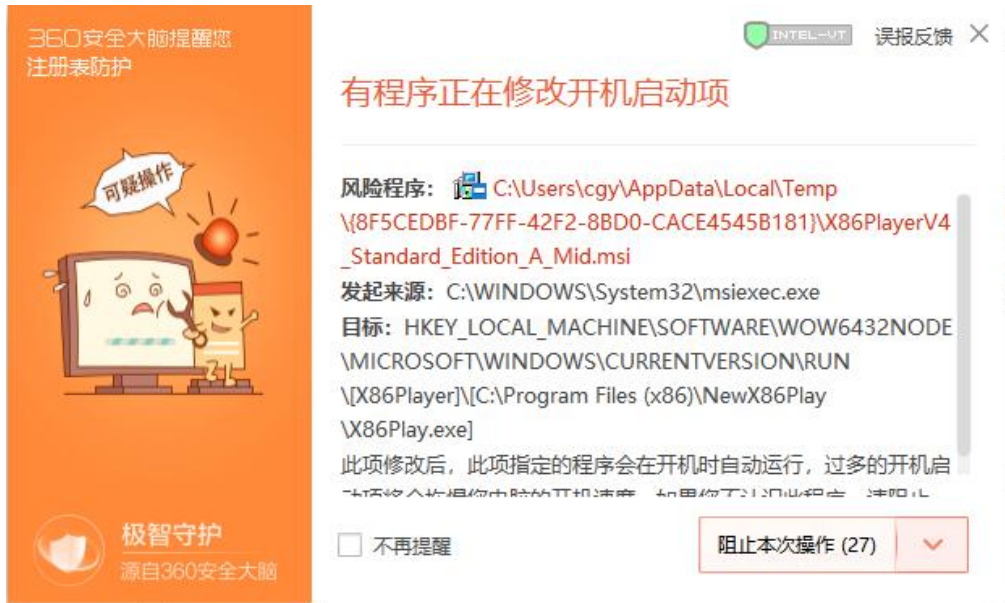 360安全大脑提醒您
注册表防护
INTEL-VT
误报反馈
有程序正在修改开机启动项
可疑操作
风险程序： C:\Users\cgy\AppData\Local\Temp
\{8F5CEDBF-77FF-42F2-8BD0-CACE4545B181}\X86PlayerV4
_Standard_Edition_A_Mid.msi
发起来源：C:\WINDOWS\System32\msiexec.exe
目标：HKEY_LOCAL_MACHINE\SOFTWARE\WOW6432NODE
\MICROSOFT\WINDOWS\CURRENTVERSION\RUN
\[X86Player]\[C:\Program Files (x86)\NewX86Play
\X86Play.exe]
此项修改后，此项指定的程序会在开机时自动运行，过多的开机启
极智守护
源自360安全大脑
不再提醒
阻止本次操作 (27)